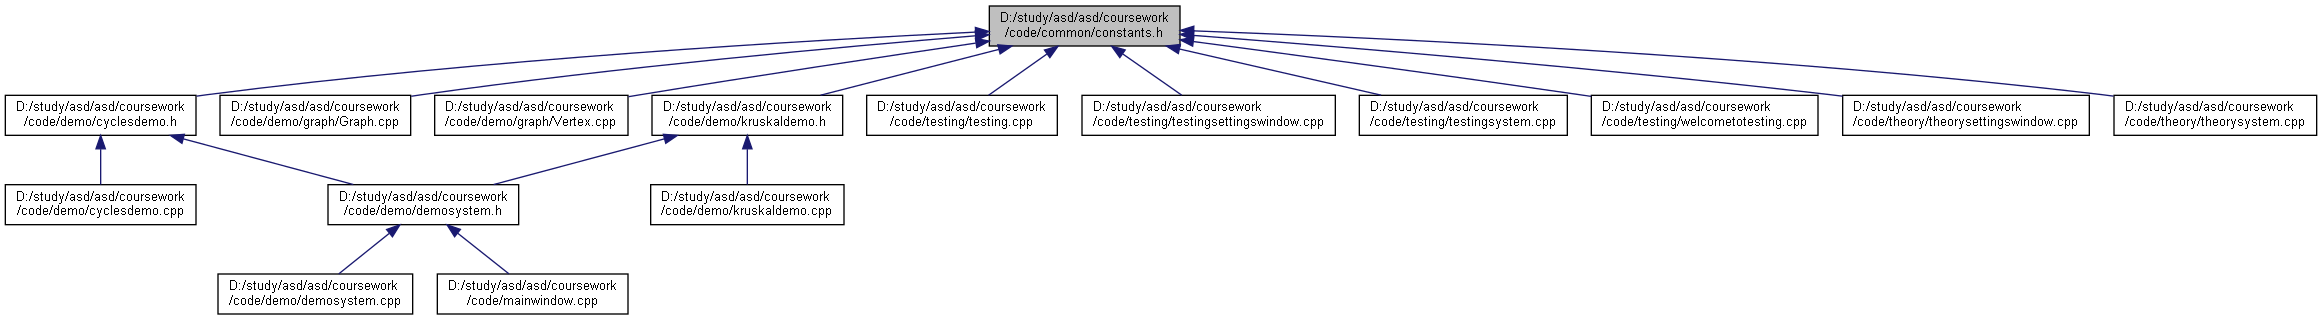 D:/study/asd/asd/coursework
/code/common/constants.h
D:/study/asd/asd/coursework
/code/demo/cyclesdemo.h
D:/study/asd/asd/coursework
/code/demo/graph/Graph.cpp
D:/study/asd/asd/coursework
/code/demo/graph/Vertex.cpp
D:/study/asd/asd/coursework
/code/demo/kruskaldemo.h
D:/study/asd/asd/coursework
/code/testing/testing.cpp
D:/study/asd/asd/coursework
/code/testing/testingsettingswindow.cpp
D:/study/asd/asd/coursework
/code/testing/testingsystem.cpp
D:/study/asd/asd/coursework
/code/testing/welcometotesting.cpp
D:/study/asd/asd/coursework
/code/theory/theorysettingswindow.cpp
D:/study/asd/asd/coursework
/code/theory/theorysystem.cpp
D:/study/asd/asd/coursework
/code/demo/cyclesdemo.cpp
D:/study/asd/asd/coursework
/code/demo/demosystem.h
D:/study/asd/asd/coursework
/code/demo/kruskaldemo.cpp
D:/study/asd/asd/coursework
/code/demo/demosystem.cpp
D:/study/asd/asd/coursework
/code/mainwindow.cpp